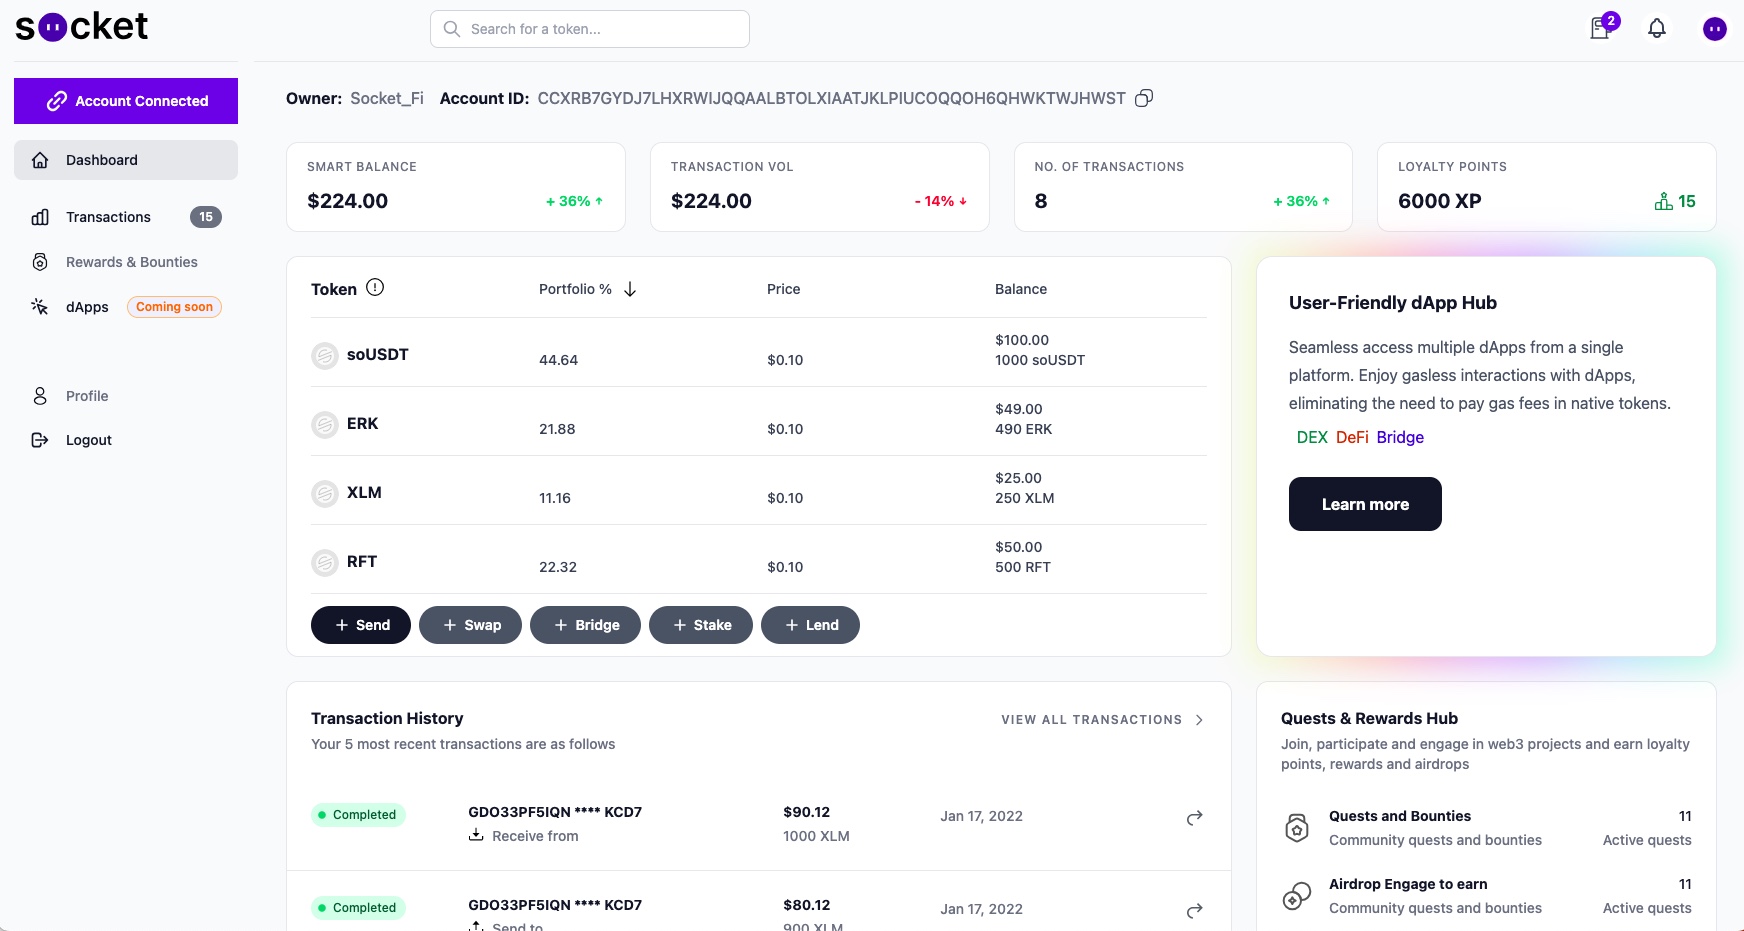 socket
Search for a token...
2
Account Connected
Dashboard
Transactions 15
Rewards & Bounties
dApps Coming soon
Profile
Logout
Owner: Socket_Fi Account ID: CCXRB7GYDJ7LHXRWIJQQAALBTOLXIAATJKLPIUCOQQOH6QHWKTWJHWST
SMART BALANCE
$224.00 + 36%
TRANSACTION VOL
$224.00 - 14%
NO. OF TRANSACTIONS
8 + 36%
LOYALTY POINTS
6000 XP 15
Token Portfolio % Price Balance
soUSDT 44.64 $0.10 $100.00
1000 soUSDT
ERK 21.88 $0.10 $49.00
490 ERK
XLM 11.16 $0.10 $25.00
250 XLM
RFT 22.32 $0.10 $50.00
500 RFT
+ Send + Swap + Bridge + Stake + Lend
User-Friendly dApp Hub
Seamless access multiple dApps from a single
platform. Enjoy gasless interactions with dApps,
eliminating the need to pay gas fees in native tokens.
DEX DeFi Bridge
Learn more
Transaction History
VIEW ALL TRANSACTIONS
Your 5 most recent transactions are as follows
Completed GDO33PF5IQN **** KCD7 $90.12 Jan 17, 2022
Receive from 1000 XLM
Completed GDO33PF5IQN **** KCD7 $80.12 Jan 17, 2022
Send to 900 XLM
Quests & Rewards Hub
Join, participate and engage in web3 projects and earn loyalty
points, rewards and airdrops
Quests and Bounties 11
Community quests and bounties Active quests
Airdrop Engage to earn 11
Community quests and bounties Active quests